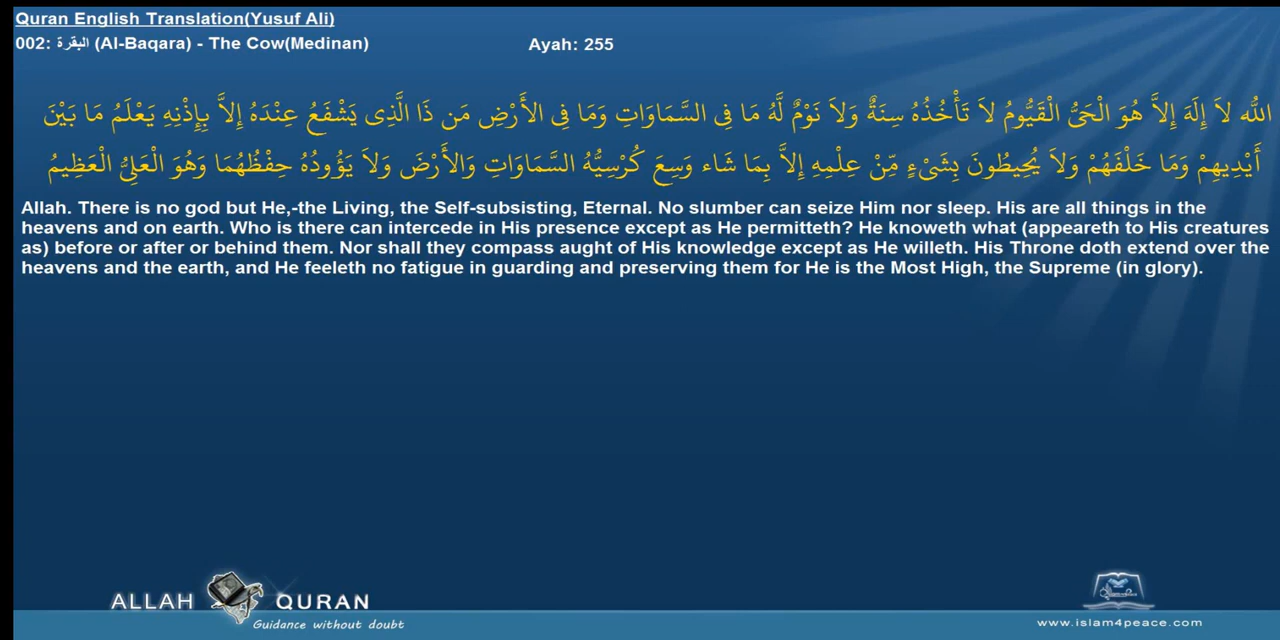 Quran English Translation(Yusuf Ali)
002: البقرة (Al-Baqara) - The Cow(Medinan) Ayah: 255
اللّه لاَ إِلَهَ إِلاَّ هُوَ الْحَيُّ الْقَيُّومُ لاَ تَأْخُذُهُ سِنَةٌ وَلاَ نَوْمٌ لَّهُ مَا فِى السَّمَاوَاتِ وَمَا فِى الأَرْضِ مَن ذَا الَّذِى يَشْفَعُ عِنْدَهُ إِلاَّ بِإِذْنِهِ يَعْلَمُ مَا بَيْنَ
أَيْدِيهِمْ وَمَا خَلْفَهُمْ وَلاَ يُحِيطُونَ بِشَىْءٍ مِّنْ عِلْمِهِ إِلاَّ بِمَا شَاء وَسِعَ كُرْسِيُّهُ السَّمَاوَاتِ وَالأَرْضَ وَلاَ يَؤُودُهُ حِفْظُهُمَا وَهُوَ الْعَلِيُّ الْعَظِيمُ
Allah. There is no god but He,-the Living, the Self-subsisting, Eternal. No slumber can seize Him nor sleep. His are all things in the
heavens and on earth. Who is there can intercede in His presence except as He permitteth? He knoweth what (appeareth to His creatures
as) before or after or behind them. Nor shall they compass aught of His knowledge except as He willeth. His Throne doth extend over the
heavens and the earth, and He feeleth no fatigue in guarding and preserving them for He is the Most High, the Supreme (in glory).
ALLAH QURAN
Guidance without doubt
www.islam4peace.com